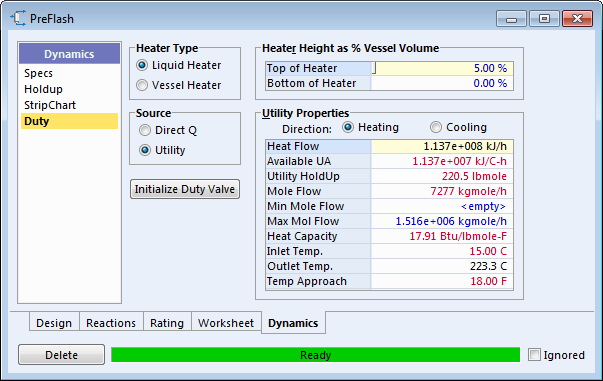 PreFlash
Dynamics
Specs
Holdup
StripChart
Duty
Heater Type
Liquid Heater
Vessel Heater
Source
Direct Q
Utility
Initialize Duty Valve
Heater Height as % Vessel Volume
Top of Heater 5.00 %
Bottom of Heater 0.00 %
Utility Properties
Direction: Heating Cooling
Heat Flow 1.137e+008 kJ/h
Available UA 1.137e+007 kJ/C-h
Utility HoldUp 220.5 lbmole
Mole Flow 7277 kgmole/h
Min Mole Flow <empty>
Max Mol Flow 1.516e+006 kgmole/h
Heat Capacity 17.91 Btu/lbmole-F
Inlet Temp. 15.00 C
Outlet Temp. 223.3 C
Temp Approach 18.00 F
Design Reactions Rating Worksheet Dynamics
Delete Ready Ignored